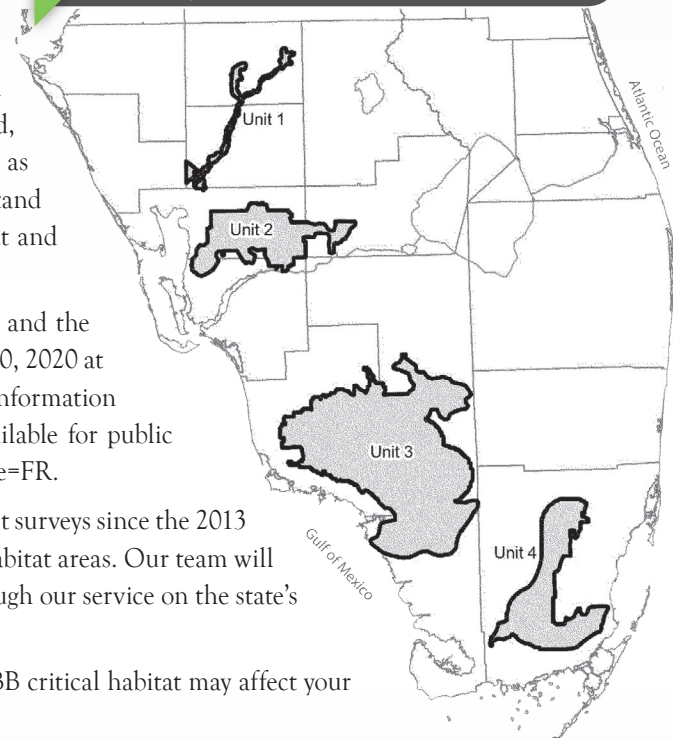 d,
as
tand
t and
and the
0, 2020 at
nformation
ilable for public
e=FR.
t surveys since the 2013
abitat areas. Our team will
ugh our service on the state's
BB critical habitat may affect your
Unit 1
Unit 2
Unit 3
Unit 4
Atlantic Ocean
Gulf of Mexico